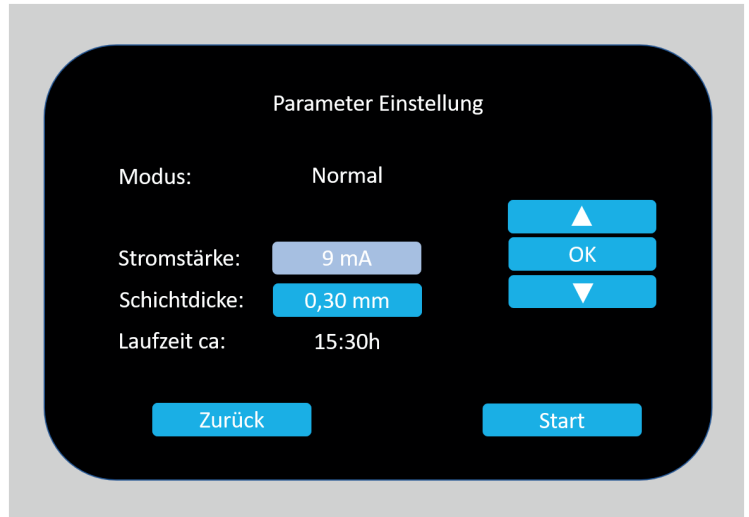 Parameter Einstellung
Modus: Normal
▲
Stromstärke: 9 mA OK
Schichtdicke: 0,30 mm ▼
Laufzeit ca: 15:30h
Zurück Start